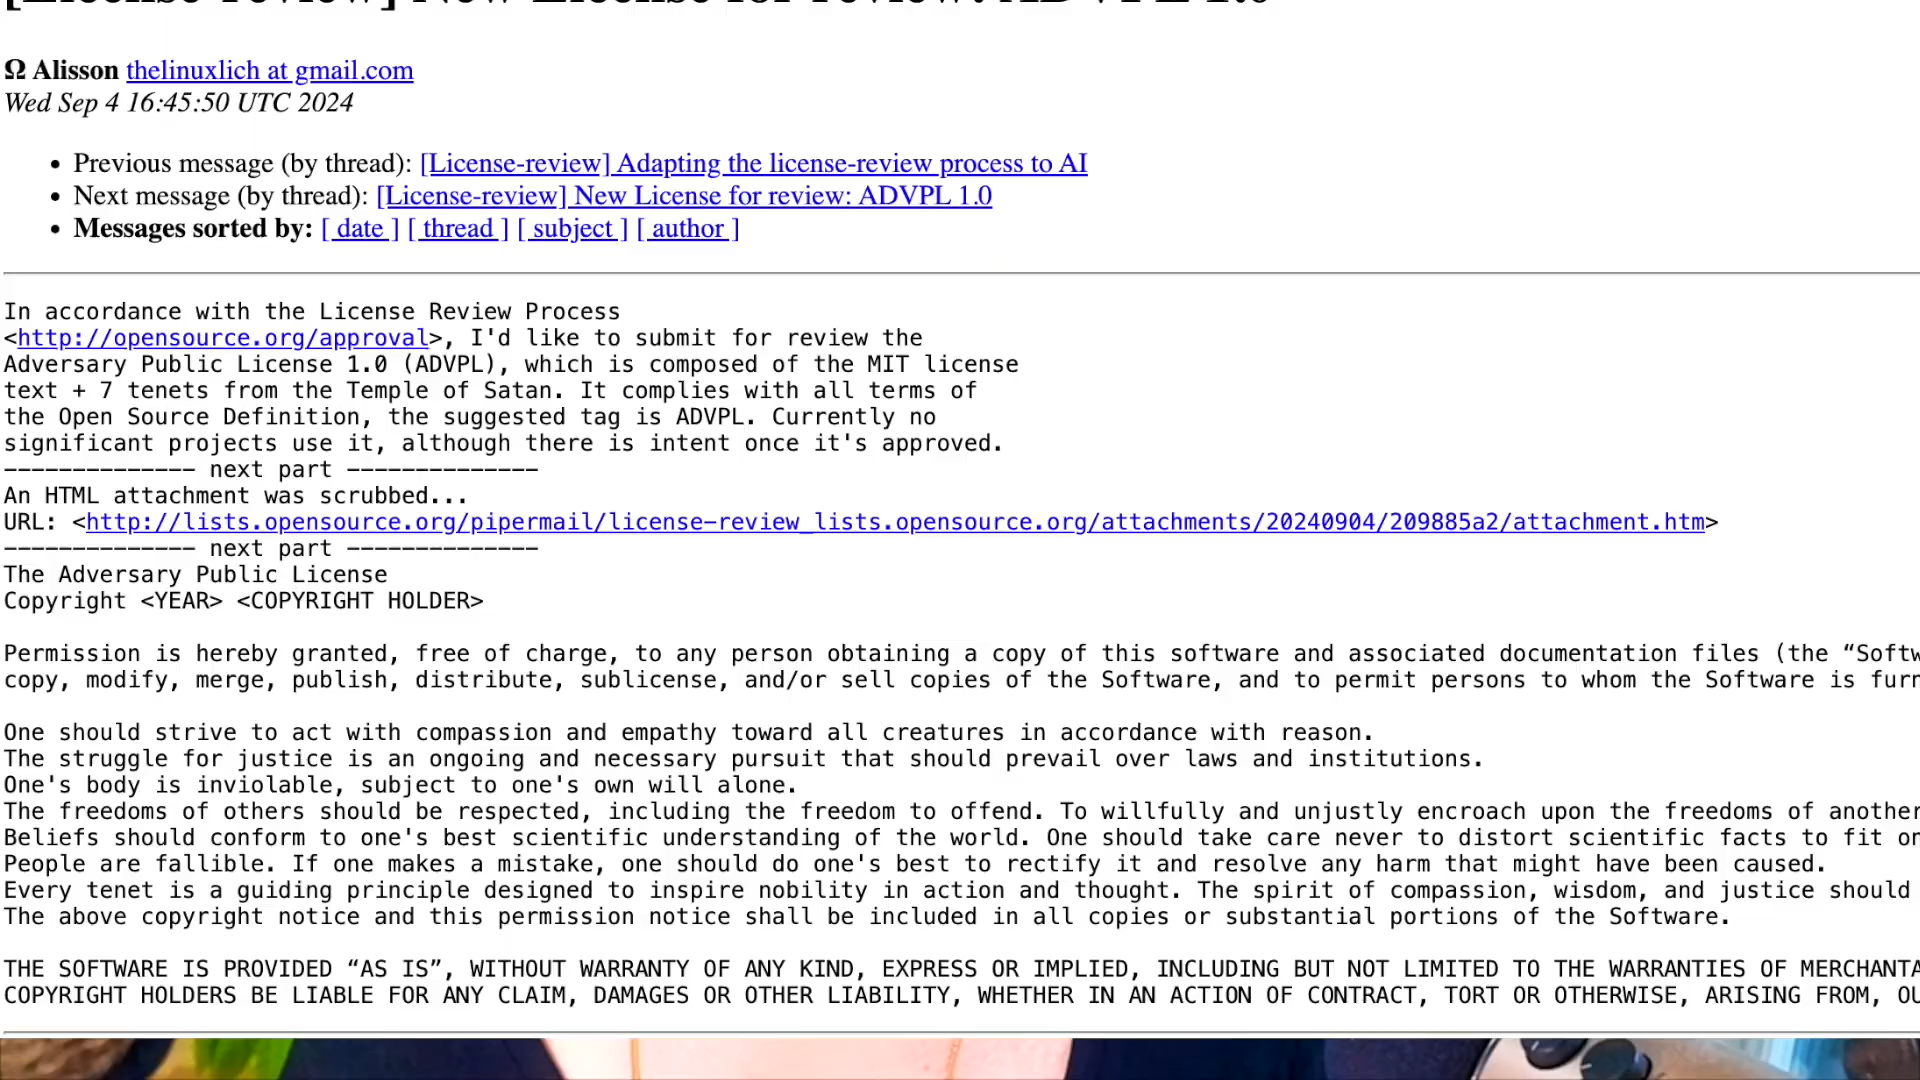 [License-review] New License for review: ADVPL 1.0
Ω Alisson thelinuxlich at gmail.com
Wed Sep 4 16:45:50 UTC 2024
• Previous message (by thread): [License-review] Adapting the license-review process to AI
• Next message (by thread): [License-review] New License for review: ADVPL 1.0
• Messages sorted by: [ date ] [ thread ] [ subject ] [ author ]
In accordance with the License Review Process
<http://opensource.org/approval>, I'd like to submit for review the
Adversary Public License 1.0 (ADVPL), which is composed of the MIT license
text + 7 tenets from the Temple of Satan. It complies with all terms of
the Open Source Definition, the suggested tag is ADVPL. Currently no
significant projects use it, although there is intent once it's approved.
-------------- next part --------------
An HTML attachment was scrubbed...
URL: <http://lists.opensource.org/pipermail/license-review_lists.opensource.org/attachments/20240904/209885a2/attachment.htm>
-------------- next part --------------
The Adversary Public License
Copyright <YEAR> <COPYRIGHT HOLDER>
Permission is hereby granted, free of charge, to any person obtaining a copy of this software and associated documentation files (the “Softw
copy, modify, merge, publish, distribute, sublicense, and/or sell copies of the Software, and to permit persons to whom the Software is furn
One should strive to act with compassion and empathy toward all creatures in accordance with reason.
The struggle for justice is an ongoing and necessary pursuit that should prevail over laws and institutions.
One's body is inviolable, subject to one's own will alone.
The freedoms of others should be respected, including the freedom to offend. To willfully and unjustly encroach upon the freedoms of another
Beliefs should conform to one's best scientific understanding of the world. One should take care never to distort scientific facts to fit on
People are fallible. If one makes a mistake, one should do one's best to rectify it and resolve any harm that might have been caused.
Every tenet is a guiding principle designed to inspire nobility in action and thought. The spirit of compassion, wisdom, and justice should
The above copyright notice and this permission notice shall be included in all copies or substantial portions of the Software.
THE SOFTWARE IS PROVIDED “AS IS”, WITHOUT WARRANTY OF ANY KIND, EXPRESS OR IMPLIED, INCLUDING BUT NOT LIMITED TO THE WARRANTIES OF MERCHANTA
COPYRIGHT HOLDERS BE LIABLE FOR ANY CLAIM, DAMAGES OR OTHER LIABILITY, WHETHER IN AN ACTION OF CONTRACT, TORT OR OTHERWISE, ARISING FROM, OU